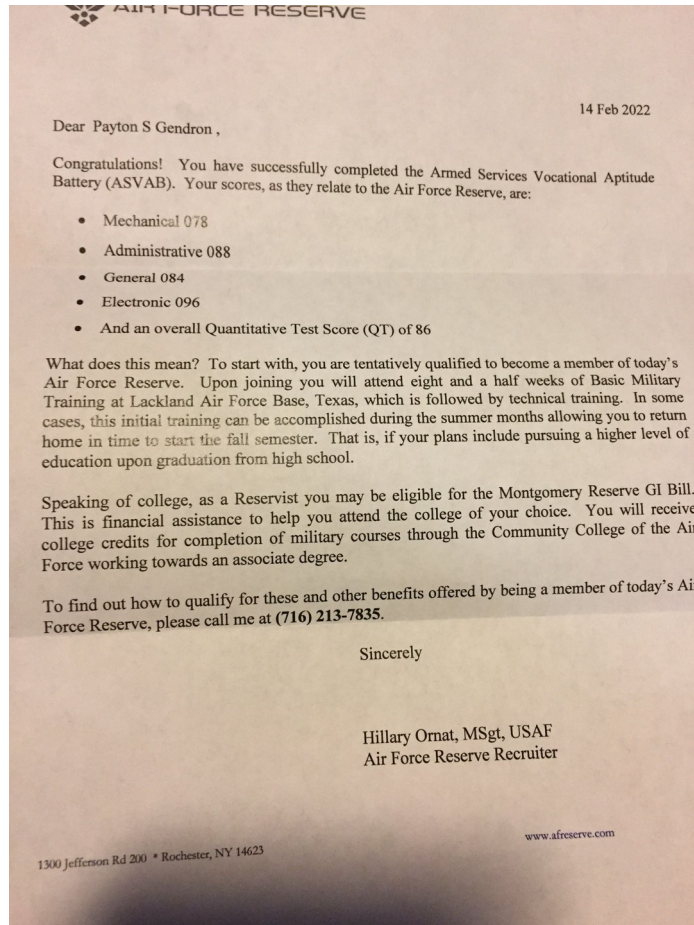 AIR FORCE RESERVE
14 Feb 2022
Dear Payton S Gendron ,
Congratulations! You have successfully completed the Armed Services Vocational Aptitude
Battery (ASVAB). Your scores, as they relate to the Air Force Reserve, are:
• Mechanical 078
• Administrative 088
• General 084
• Electronic 096
• And an overall Quantitative Test Score (QT) of 86
What does this mean? To start with, you are tentatively qualified to become a member of today's
Air Force Reserve. Upon joining you will attend eight and a half weeks of Basic Military
Training at Lackland Air Force Base, Texas, which is followed by technical training. In some
cases, this initial training can be accomplished during the summer months allowing you to return
home in time to start the fall semester. That is, if your plans include pursuing a higher level of
education upon graduation from high school.
Speaking of college, as a Reservist you may be eligible for the Montgomery Reserve GI Bill.
This is financial assistance to help you attend the college of your choice. You will receive
college credits for completion of military courses through the Community College of the Air
Force working towards an associate degree.
To find out how to qualify for these and other benefits offered by being a member of today's Air
Force Reserve, please call me at (716) 213-7835.
Sincerely
Hillary Ornat, MSgt, USAF
Air Force Reserve Recruiter
www.afreserve.com
1300 Jefferson Rd 200 * Rochester, NY 14623